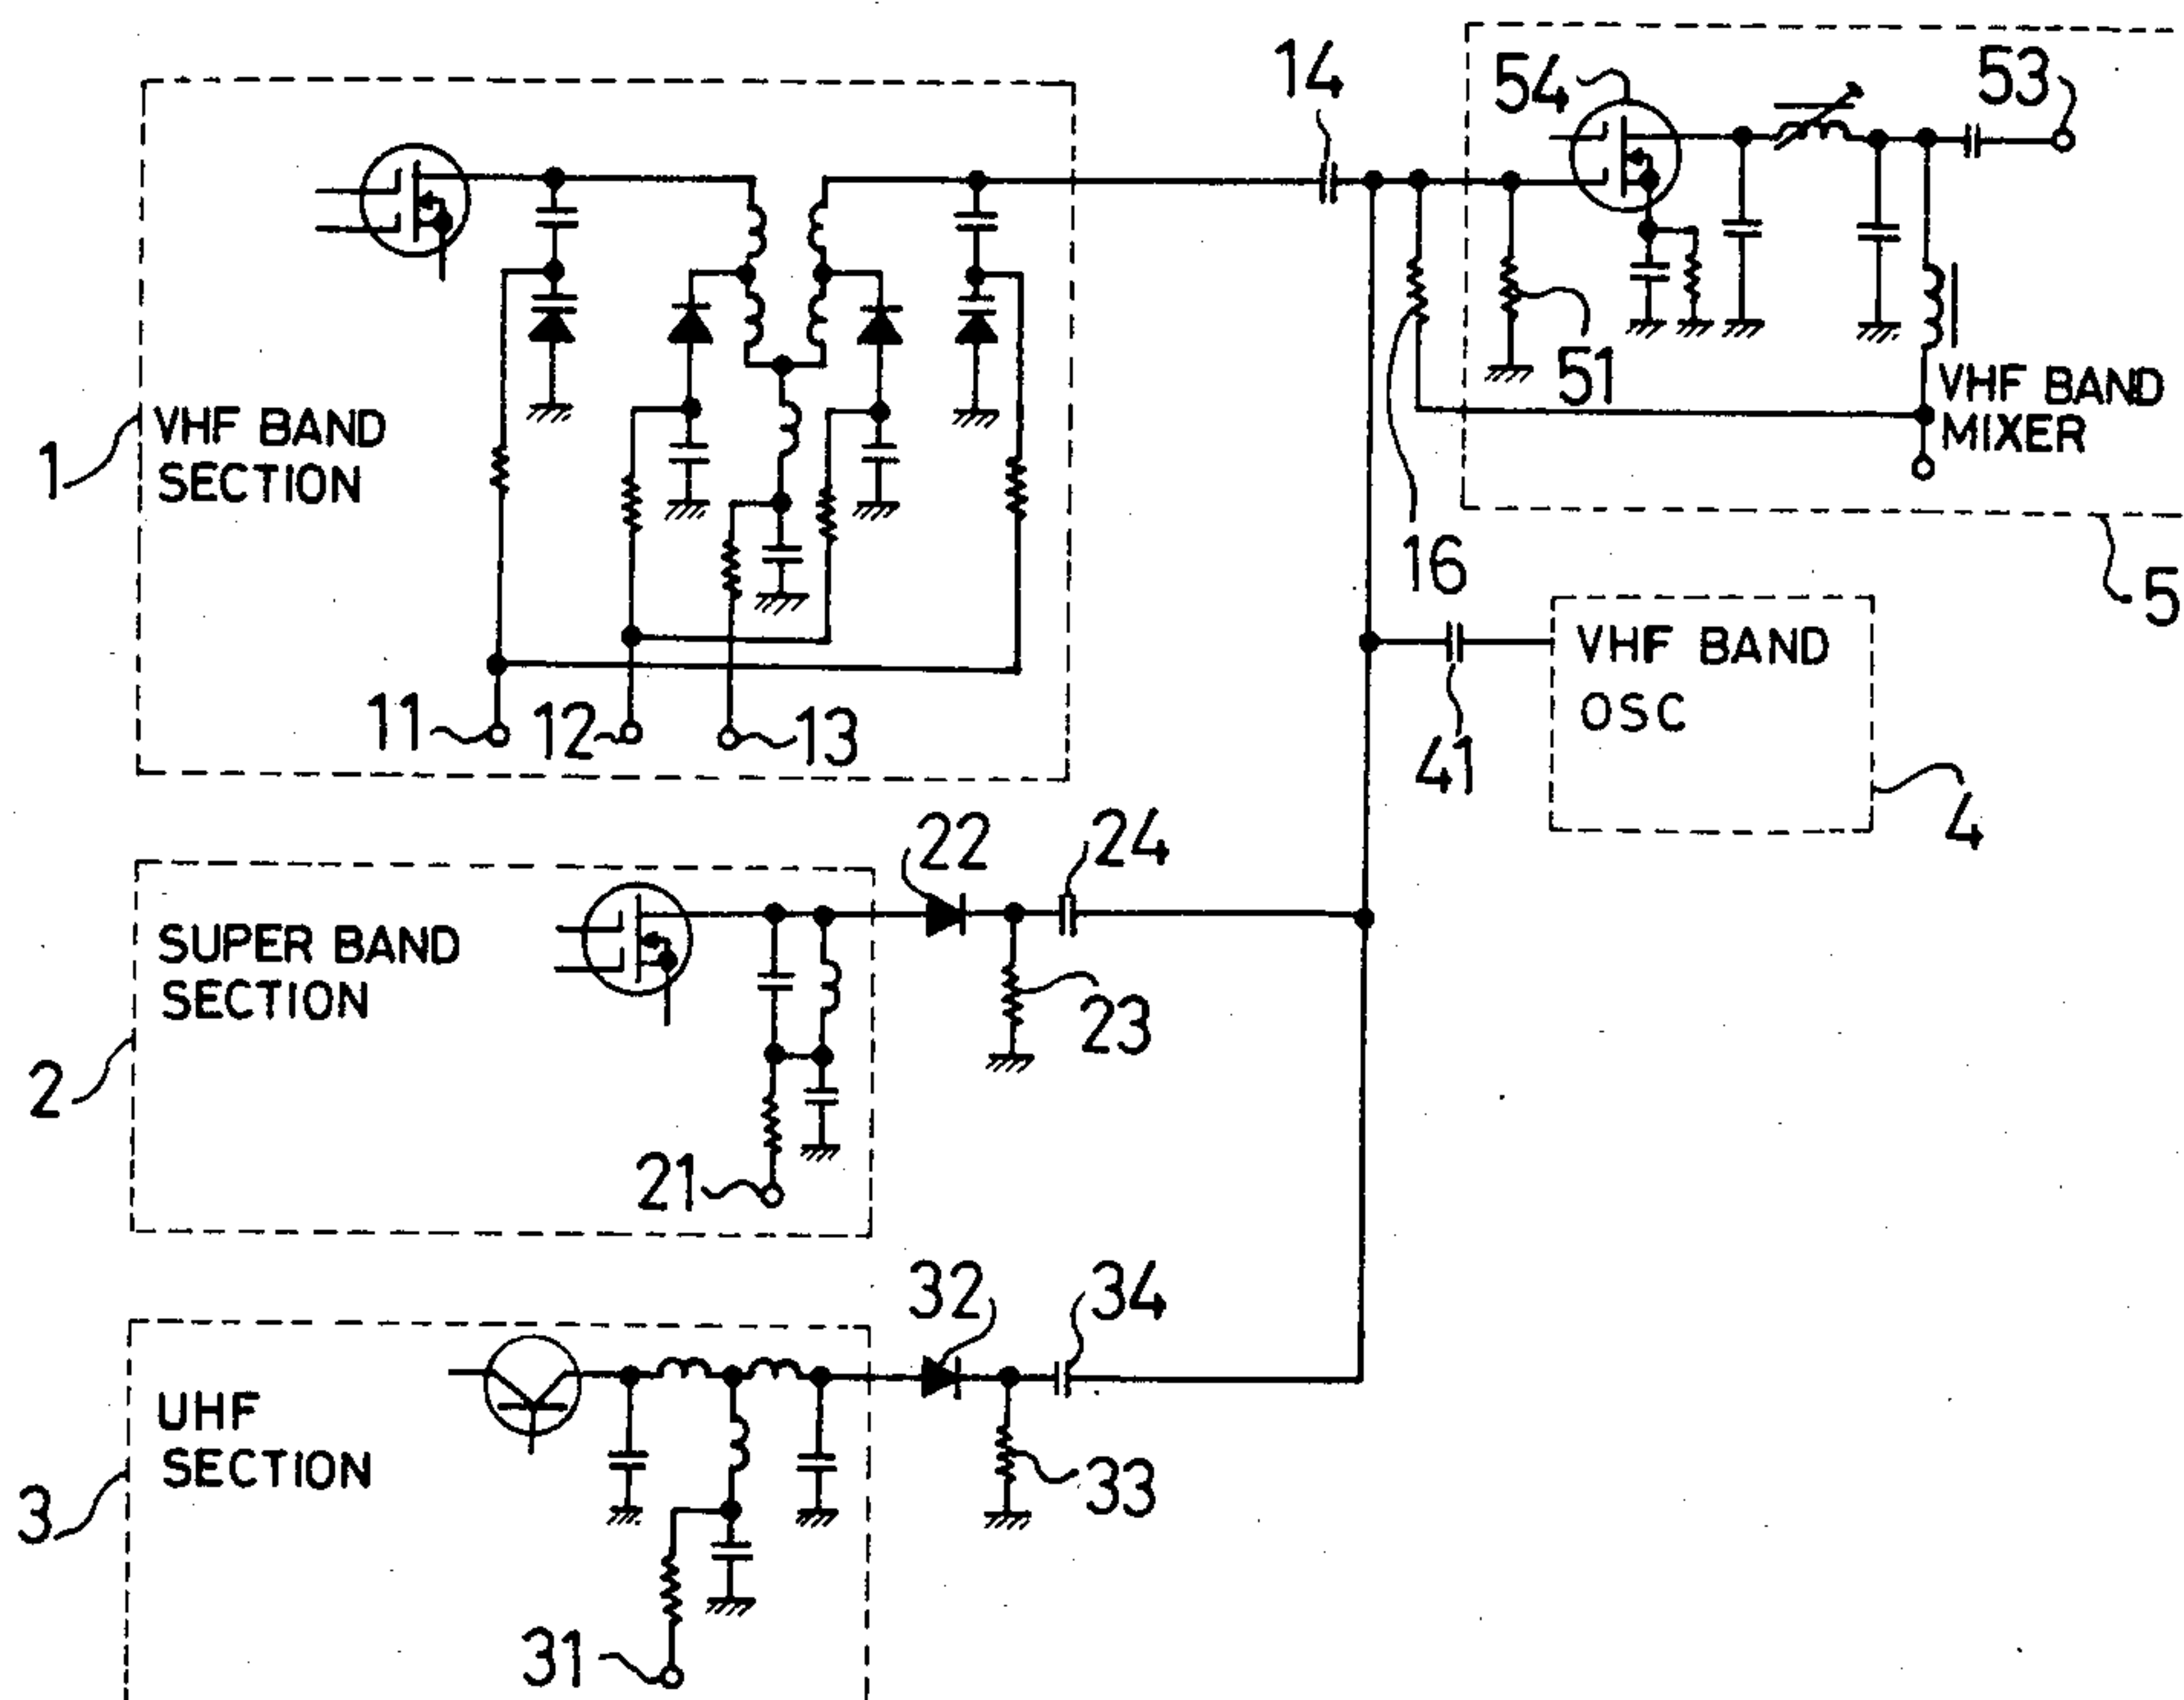 14
54
53
1
VHF BAND
SECTION
51
VHF BAND
MIXER
16
5
11
12
13
VHF BAND
OSC
41
4
22
24
SUPER BAND
SECTION
23
2
21
32
34
UHF
SECTION
33
3
31